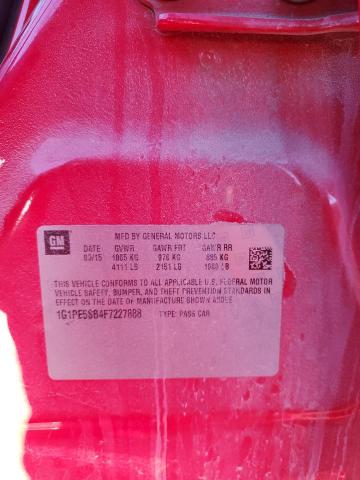 GM
MFD BY GENERAL MOTORS LLC
DATE GVWR GAWR FRT GAWR RR
03/15 1865 KG 976 KG KG
4111 LB 2151 LB LB
THIS VEHICLE CONFORMS TO ALL APPLICABLE U.S. FEDERAL MOTOR
VEHICLE SAFETY, BUMPER, AND THEFT PREVENTION STANDARDS IN
EFFECT ON THE DATE OF MANUFACTURE SHOWN ABOVE
1G1PE5SB4F7227888 TYPE: PASS CAR